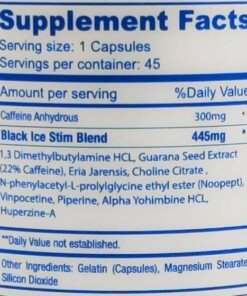 Supplement Facts
Serving size: 1 Capsules
Servings per container: 45
Amount per serving %Daily Value
Caffeine Anhydrous 300mg *
Black Ice Stim Blend 445mg *
1,3 Dimethylbutylamine HCL, Guarana Seed Extract
(22% Caffeine), Eria Jarensis, Choline Citrate ,
N-phenylacetyl-L-prolylglycine ethyl ester (Noopept),
Vinpocetine, Piperine, Alpha Yohimbine HCL,
Huperzine-A
**Daily Value not established.
Other Ingredients: Gelatin (Capsules), Magnesium Stearate
Silicon Dioxide